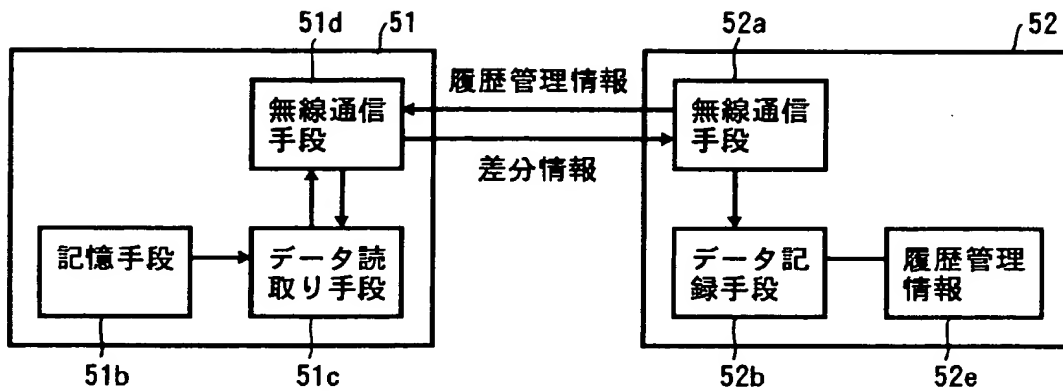 51d
51
52a
52
履歴管理情報
無線通信
手段
無線通信
手段
差分情報
記憶手段
データ読
取り手段
データ記
録手段
履歴管理
情報
51b
51c
52b
52e